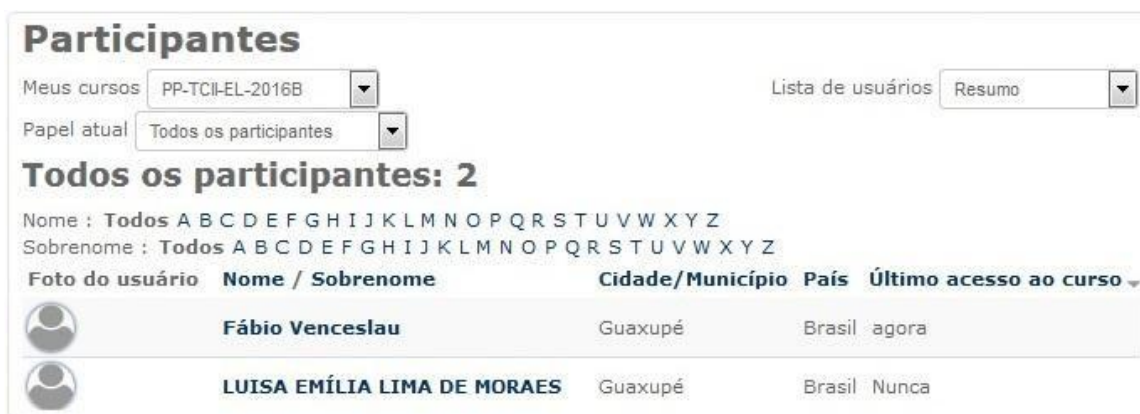 Participantes
Meus cursos PP-TCII-EL-2016B Lista de usuários Resumo
Papel atual Todos os participantes
Todos os participantes: 2
Nome : Todos A B C D E F G H I J K L M N O P Q R S T U V W X Y Z
Sobrenome : Todos A B C D E F G H I J K L M N O P Q R S T U V W X Y Z
Foto do usuário Nome / Sobrenome Cidade/Município País Último acesso ao curso
Fábio Venceslau Guaxupé Brasil agora
LUISA EMÍLIA LIMA DE MORAES Guaxupé Brasil Nunca